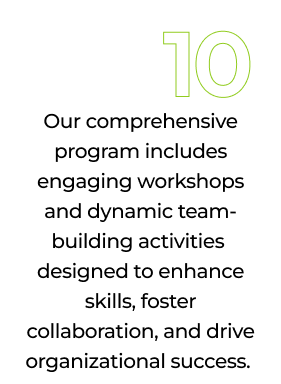 10
Our comprehensive
program includes
engaging workshops
and dynamic team-
building activities
designed to enhance
skills, foster
collaboration, and drive
organizational success.